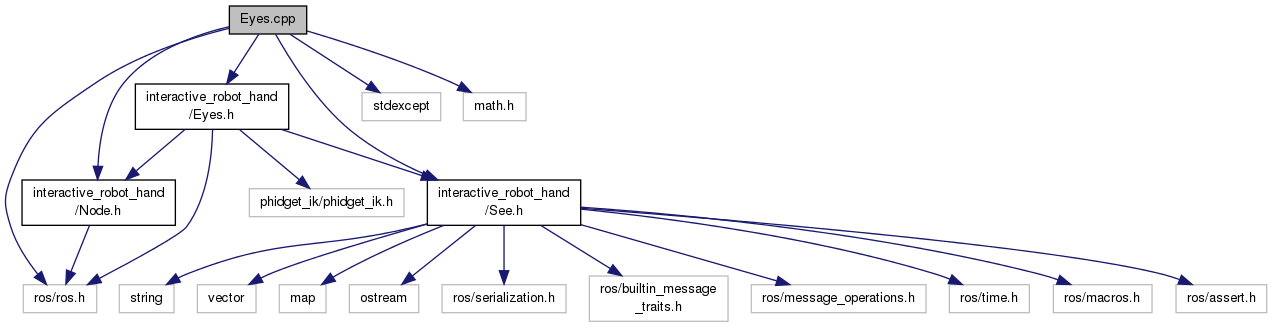 Eyes.cpp
interactive_robot_hand
/Eyes.h
stdexcept
math.h
interactive_robot_hand
/Node.h
phidget_ik/phidget_ik.h
interactive_robot_hand
/See.h
ros/ros.h
string
vector
map
ostream
ros/serialization.h
ros/builtin_message
_traits.h
ros/message_operations.h
ros/time.h
ros/macros.h
ros/assert.h